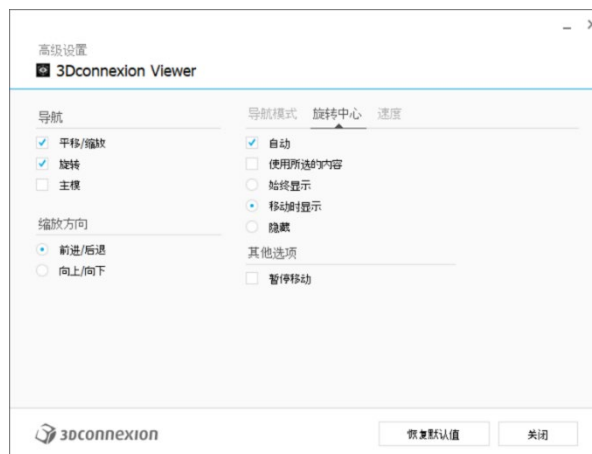 高级设置
3Dconnexion Viewer
导航
平移/缩放
旋转
主模
缩放方向
前进/后退
向上/向下
导航模式 旋转中心 速度
自动
使用所选的内容
始终显示
移动时显示
隐藏
其他选项
暂停移动
3Dconnexion
恢复默认值
关闭